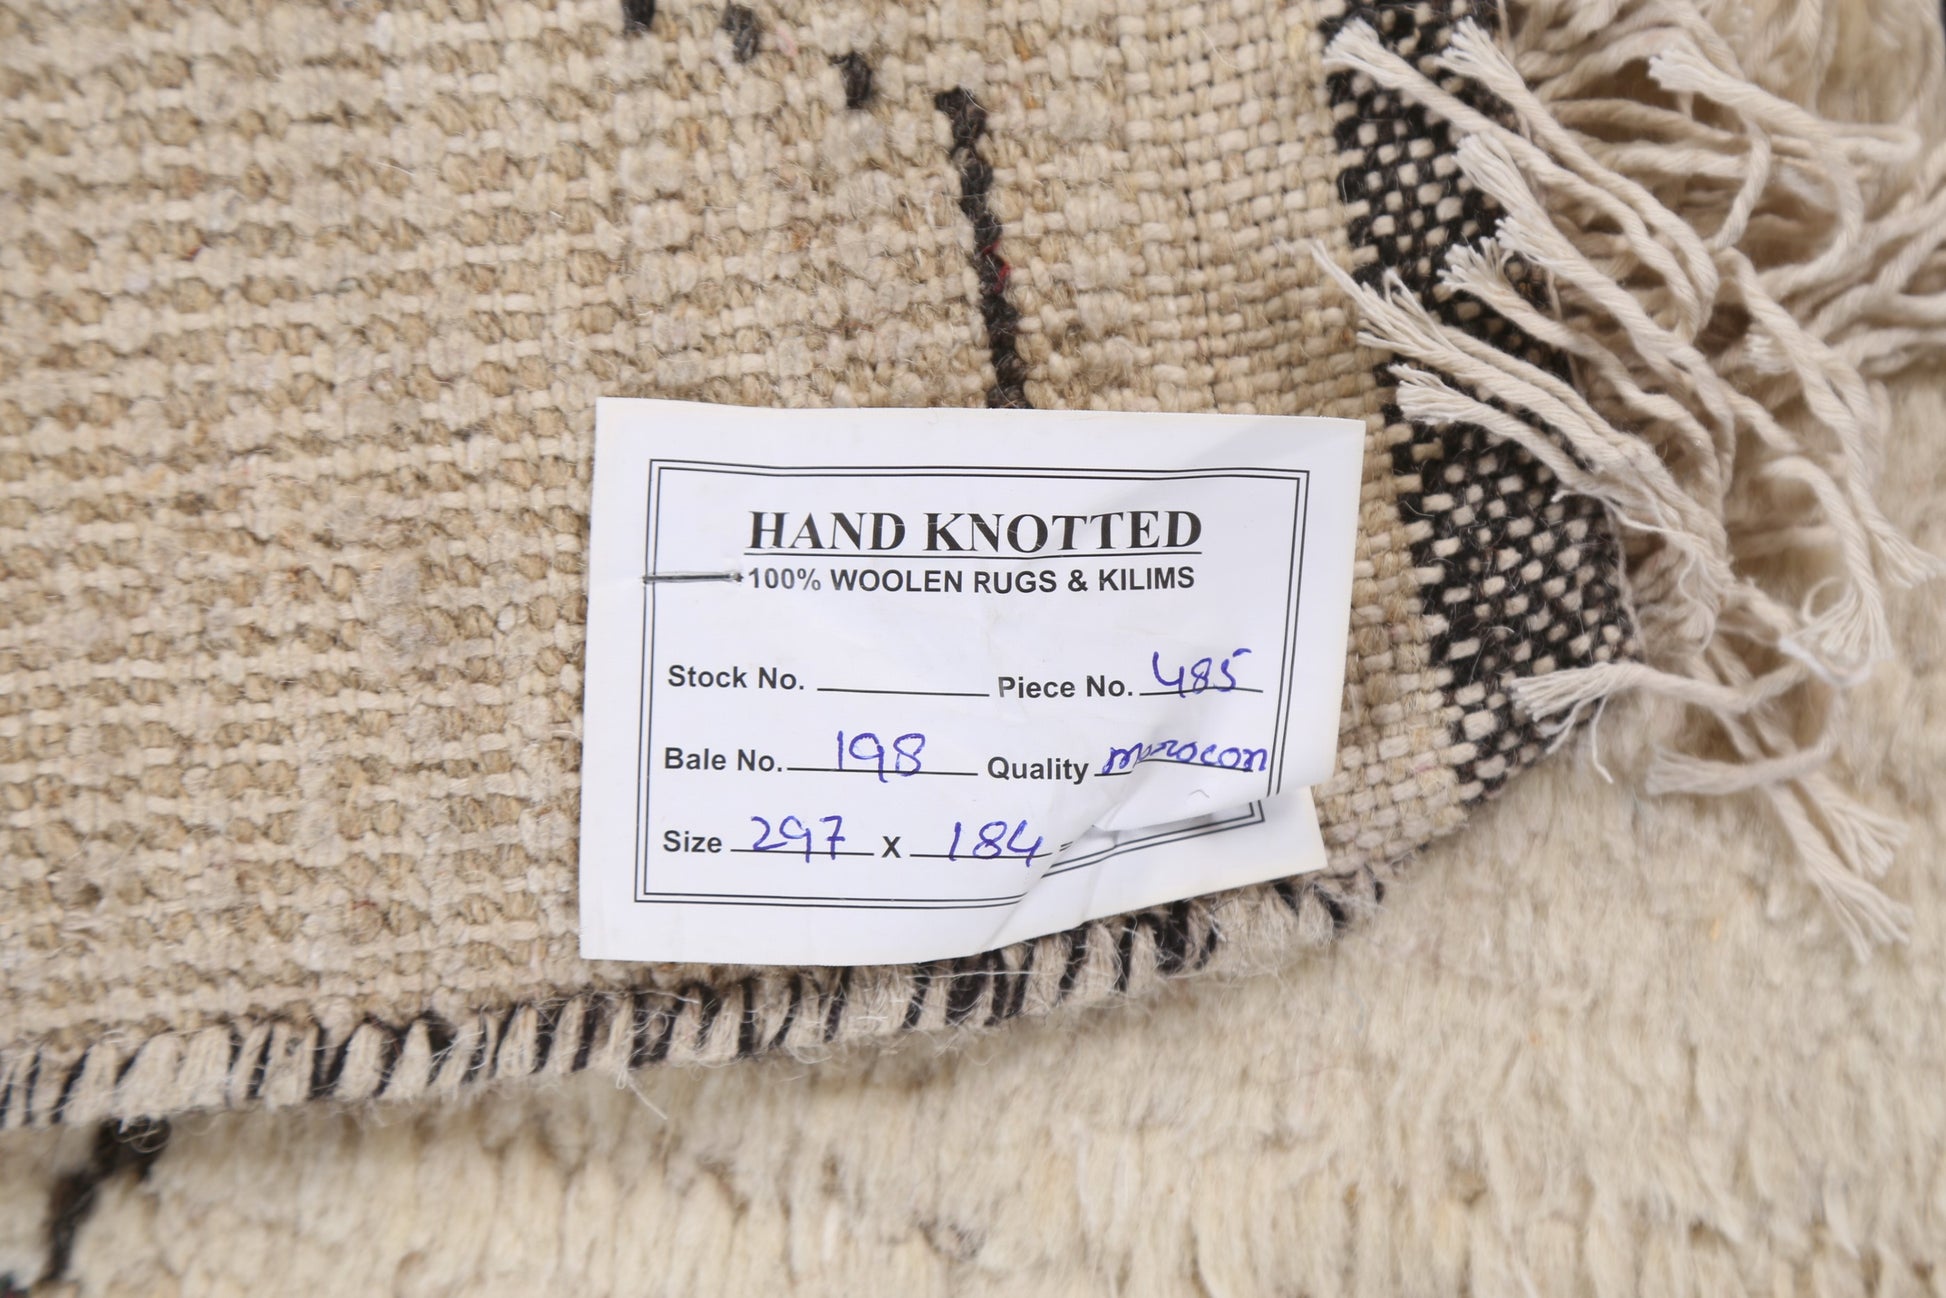 HAND KNOTTED
100% WOOLEN RUGS & KILIMS
Stock No. Piece No. 485
Bale No. 198 Quality morocon
Size 297 X 184 =